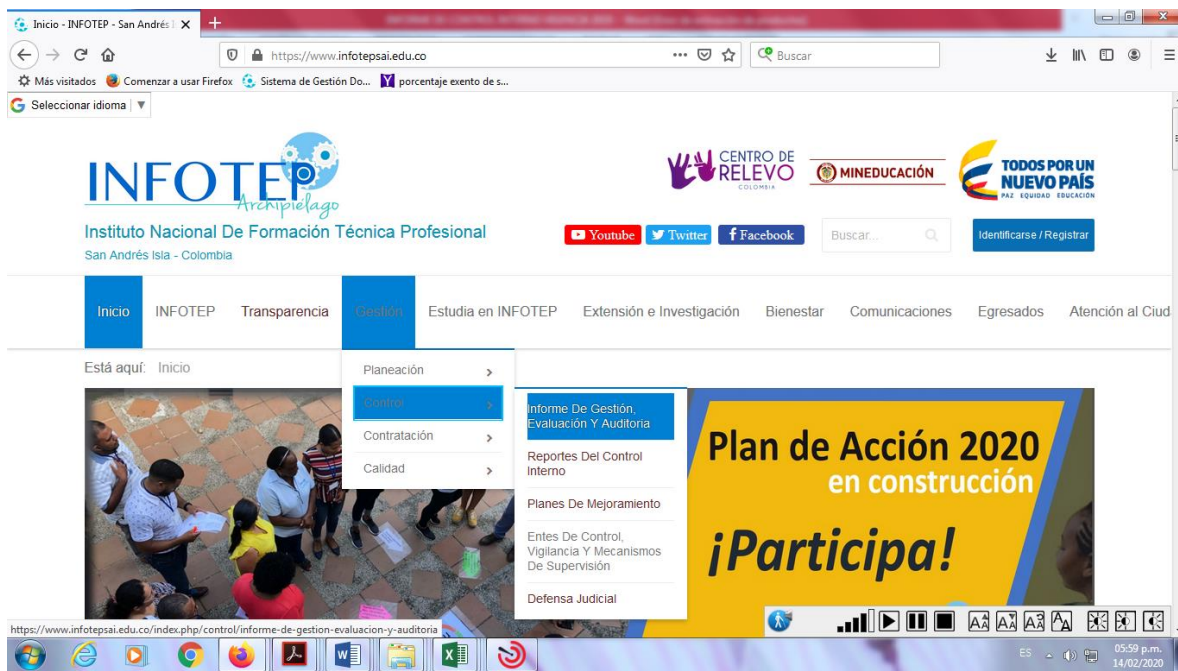 Inicio - INFOTEP - San Andrés I
https://www.infotepsai.edu.co
Buscar
Más visitados
Comenzar a usar Firefox
Sistema de Gestión Do...
porcentaje exento de s...
Seleccionar idioma
INFOTEP
Archipiélago
Instituto Nacional De Formación Técnica Profesional
San Andrés Isla - Colombia
CENTRO DE
RELEVO
COLOMBIA
MINEDUCACIÓN
TODOS POR UN
NUEVO PAÍS
PAZ EQUIDAD EDUCACIÓN
Youtube
Twitter
Facebook
Buscar...
Identificarse / Registrar
Inicio
INFOTEP
Transparencia
Gestión
Estudia en INFOTEP
Extensión e Investigación
Bienestar
Comunicaciones
Egresados
Atención al Ciud
Está aquí: Inicio
Planeación
Control
Contratación
Calidad
Informe De Gestión,
Evaluación Y Auditoria
Reportes Del Control
Interno
Planes De Mejoramiento
Entes De Control,
Vigilancia Y Mecanismos
De Supervisión
Defensa Judicial
Plan de Acción 2020
en construcción
¡Participa!
https://www.infotepsai.edu.co/index.php/control/informe-de-gestion-evaluacion-y-auditoria
ES
05:59 p.m.
14/02/2020